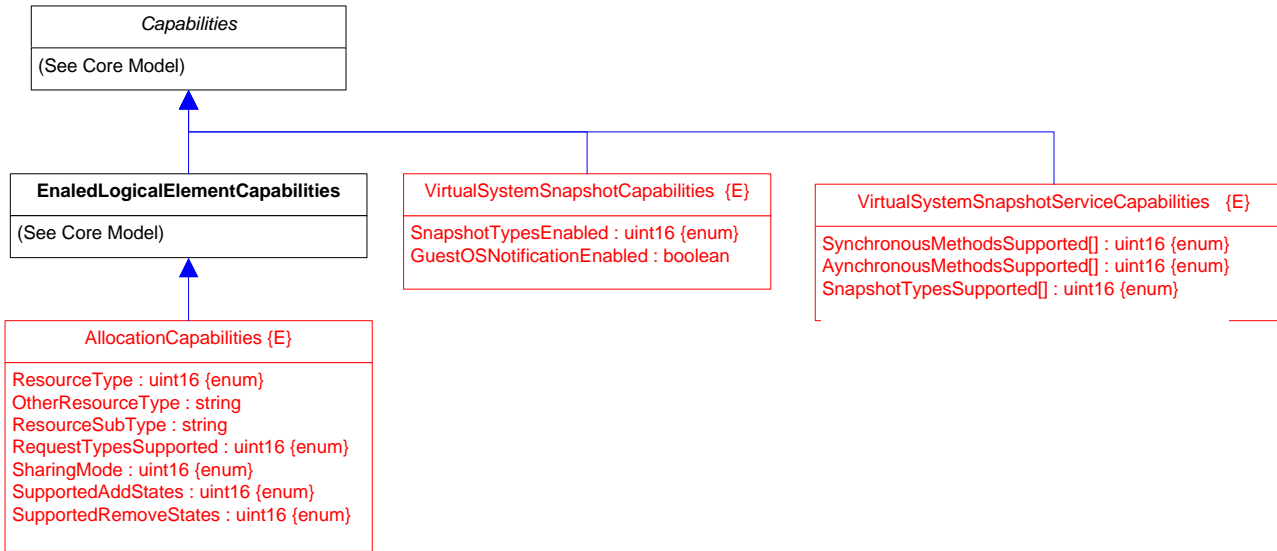 Capabilities
(See Core Model)
EnaledLogicalElementCapabilities
(See Core Model)
VirtualSystemSnapshotCapabilities {E}
SnapshotTypesEnabled : uint16 {enum}
GuestOSNotificationEnabled : boolean
VirtualSystemSnapshotServiceCapabilities {E}
SynchronousMethodsSupported[] : uint16 {enum}
AynchronousMethodsSupported[] : uint16 {enum}
SnapshotTypesSupported[] : uint16 {enum}
AllocationCapabilities {E}
ResourceType : uint16 {enum}
OtherResourceType : string
ResourceSubType : string
RequestTypesSupported : uint16 {enum}
SharingMode : uint16 {enum}
SupportedAddStates : uint16 {enum}
SupportedRemoveStates : uint16 {enum}